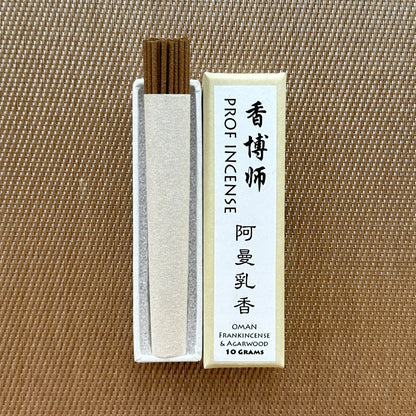 香博师
PROF INCENSE
阿曼乳香
OMAN
FRANKINCENSE
& AGARWOOD
10 GRAMS